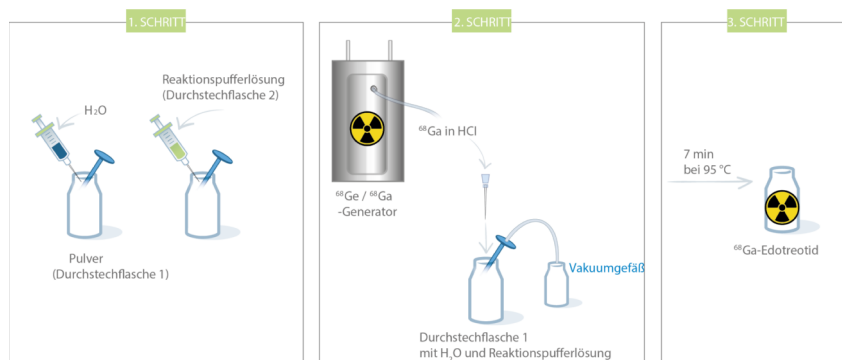 1. SCHRITT
Reaktionspufferlösung
(Durchstechflasche 2)
H₂O
Pulver
(Durchstechflasche 1)
2. SCHRITT
⁶⁸Ga in HCl
⁶⁸Ge / ⁶⁸Ga
-Generator
Vakuumgefäß
Durchstechflasche 1
mit H₂O und Reaktionspufferlösung
3. SCHRITT
7 min
bei 95 °C
⁶⁸Ga-Edotreotid